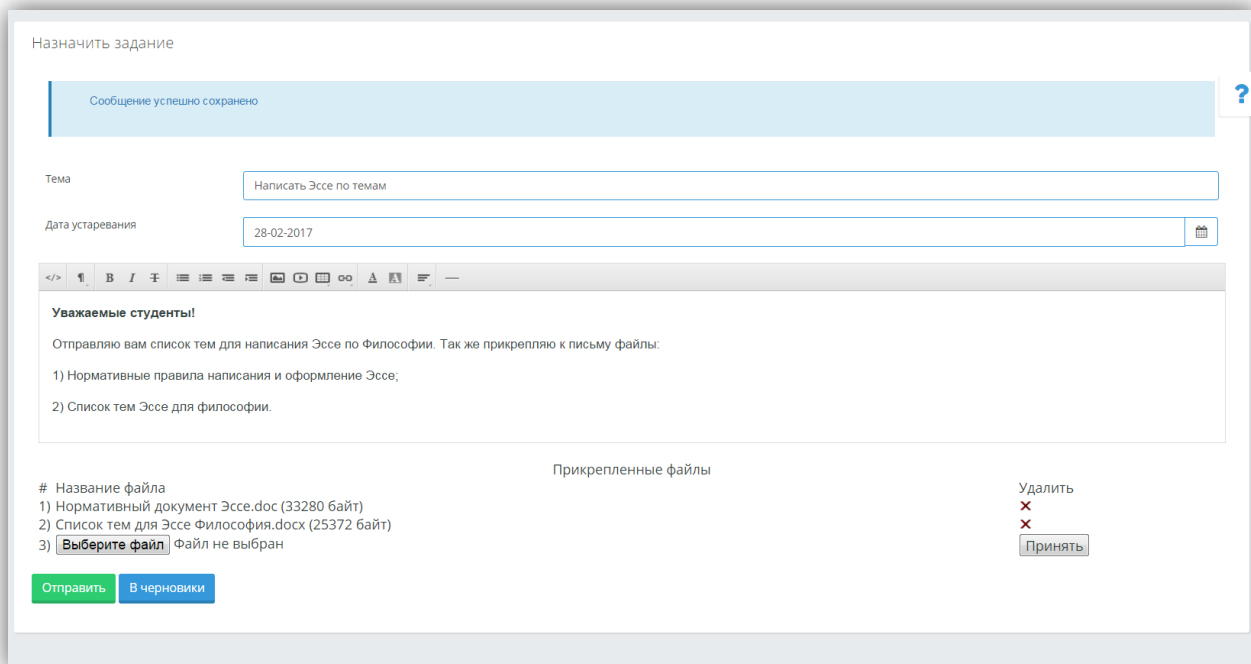 Назначить задание
Сообщение успешно сохранено
?
Тема
Написать Эссе по темам
Дата устаревания
28-02-2017
</> ¶ B I T A A
Уважаемые студенты!
Отправляю вам список тем для написания Эссе по Философии. Так же прикрепляю к письму файлы:
1) Нормативные правила написания и оформление Эссе;
2) Список тем Эссе для философии.
Прикрепленные файлы
# Название файла Удалить
1) Нормативный документ Эссе.doc (33280 байт)
2) Список тем для Эссе Философия.docx (25372 байт)
3) Выберите файл Файл не выбран Принять
Отправить В черновики